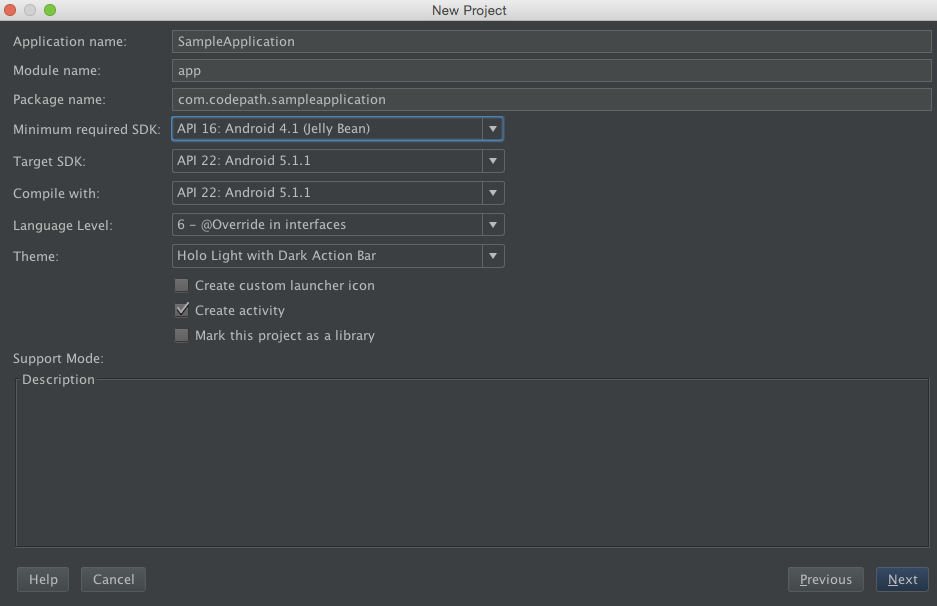 New Project
Application name: SampleApplication
Module name: app
Package name: com.codepath.sampleapplication
Minimum required SDK: API 16: Android 4.1 (Jelly Bean)
Target SDK: API 22: Android 5.1.1
Compile with: API 22: Android 5.1.1
Language Level: 6 – @Override in interfaces
Theme: Holo Light with Dark Action Bar
Create custom launcher icon
Create activity
Mark this project as a library
Support Mode:
Description
Help Cancel Previous Next